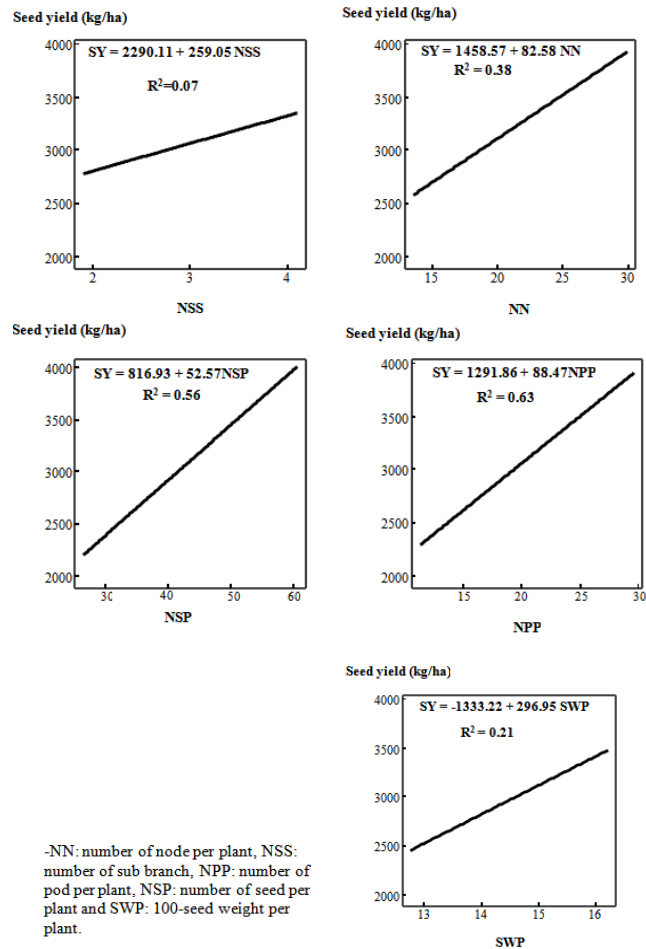 Seed yield (kg/ha)
4000
3500
3000
2500
2000
SY = 2290.11 + 259.05 NSS
R²=0.07
2
3
4
NSS
Seed yield (kg/ha)
4000
3500
3000
2500
2000
SY = 1458.57 + 82.58 NN
R² = 0.38
15
20
25
30
NN
Seed yield (kg/ha)
4000
3500
3000
2500
2000
SY = 816.93 + 52.57NSP
R² = 0.56
30
40
50
60
NSP
Seed yield (kg/ha)
4000
3500
3000
2500
2000
SY = 1291.86 + 88.47NPP
R² = 0.63
15
20
25
30
NPP
Seed yield (kg/ha)
4000
3500
3000
2500
2000
SY = -1333.22 + 296.95 SWP
R² = 0.21
13
14
15
16
SWP
-NN: number of node per plant, NSS:
number of sub branch, NPP: number of
pod per plant, NSP: number of seed per
plant and SWP: 100-seed weight per
plant.